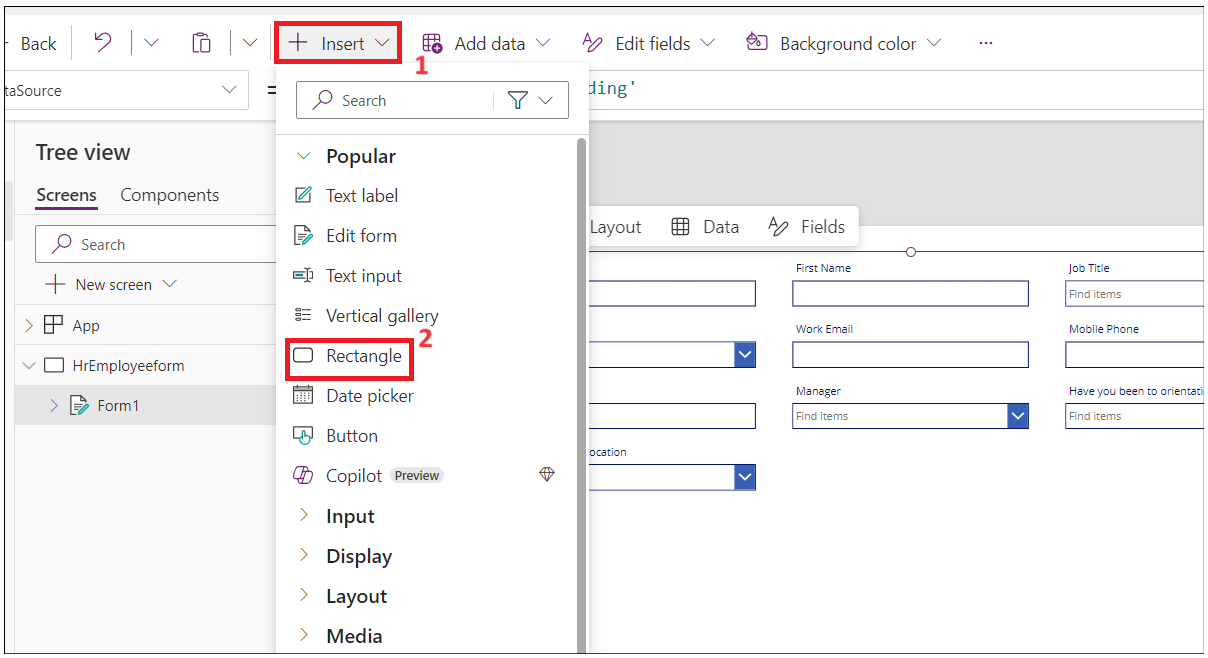 Back
Insert
Add data
Edit fields
Background color
...
1
taSource
=
ding'
Search
Tree view
Screens Components
Search
New screen
App
HrEmployeeform
Form1
Popular
Text label
Edit form
Text input
Vertical gallery
2
Rectangle
Date picker
Button
Copilot Preview
Input
Display
Layout
Media
Layout
Data
Fields
First Name
Job Title
Find items
Work Email
Mobile Phone
Manager
Have you been to orientati
Find items
Find items
ocation